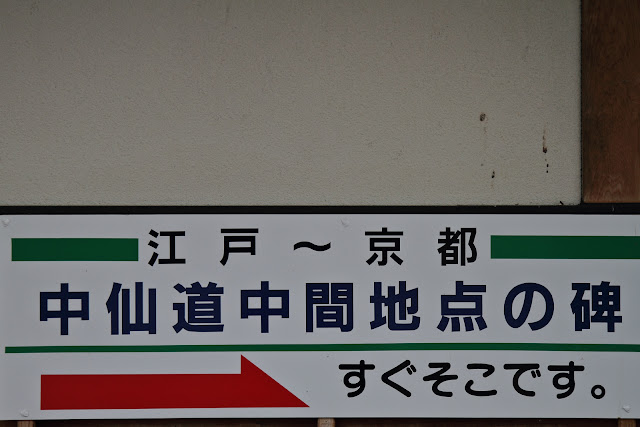 江戸～京都
中仙道中間地点の碑
すぐそこです。